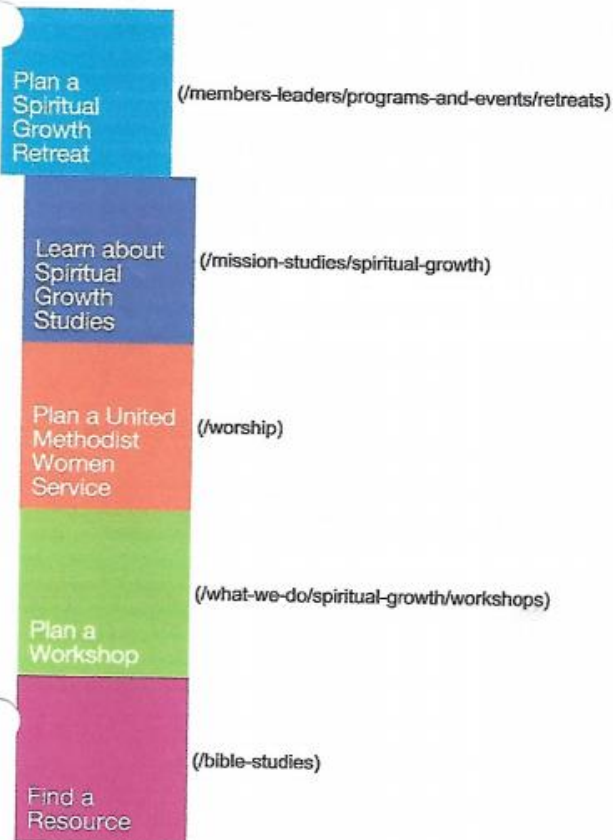 Plan a
Spiritual
Growth
Retreat
(/members-leaders/programs-and-events/retreats)
Learn about
Spiritual
Growth
Studies
(/mission-studies/spiritual-growth)
Plan a United
Methodist
Women
Service
(/worship)
Plan a
Workshop
(/what-we-do/spiritual-growth/workshops)
Find a
Resource
(/bible-studies)